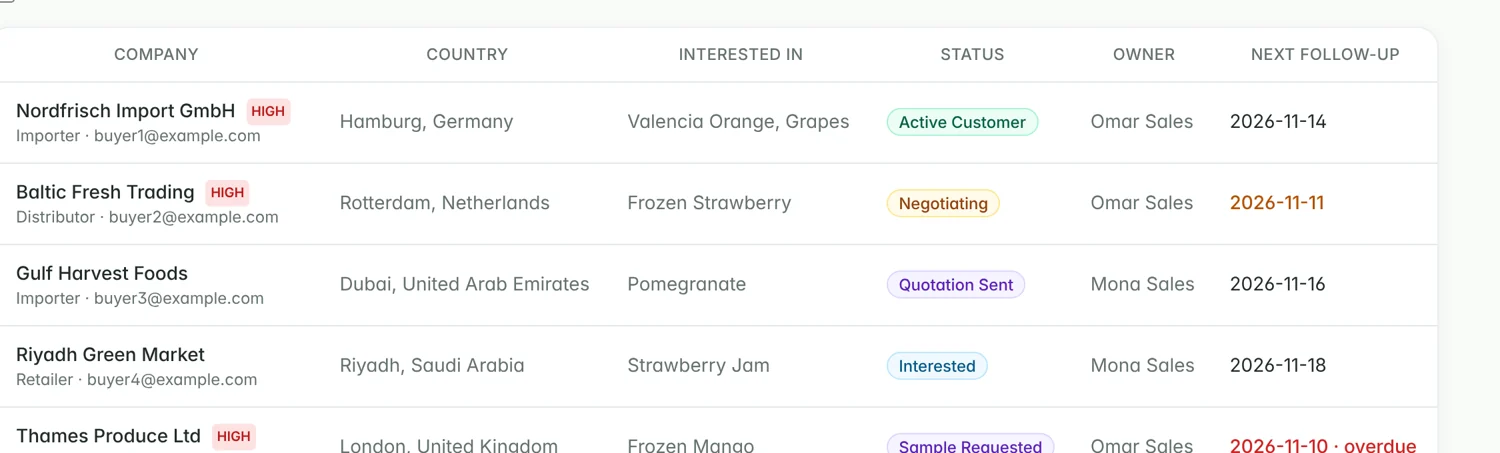 COMPANY COUNTRY INTERESTED IN STATUS OWNER NEXT FOLLOW-UP
Nordfrisch Import GmbH HIGH
Importer · buyer1@example.com
Hamburg, Germany Valencia Orange, Grapes Active Customer Omar Sales 2026-11-14
Baltic Fresh Trading HIGH
Distributor · buyer2@example.com
Rotterdam, Netherlands Frozen Strawberry Negotiating Omar Sales 2026-11-11
Gulf Harvest Foods
Importer · buyer3@example.com
Dubai, United Arab Emirates Pomegranate Quotation Sent Mona Sales 2026-11-16
Riyadh Green Market
Retailer · buyer4@example.com
Riyadh, Saudi Arabia Strawberry Jam Interested Mona Sales 2026-11-18
Thames Produce Ltd HIGH
London, United Kingdom Frozen Mango Sample Requested Omar Sales 2026-11-10 · overdue